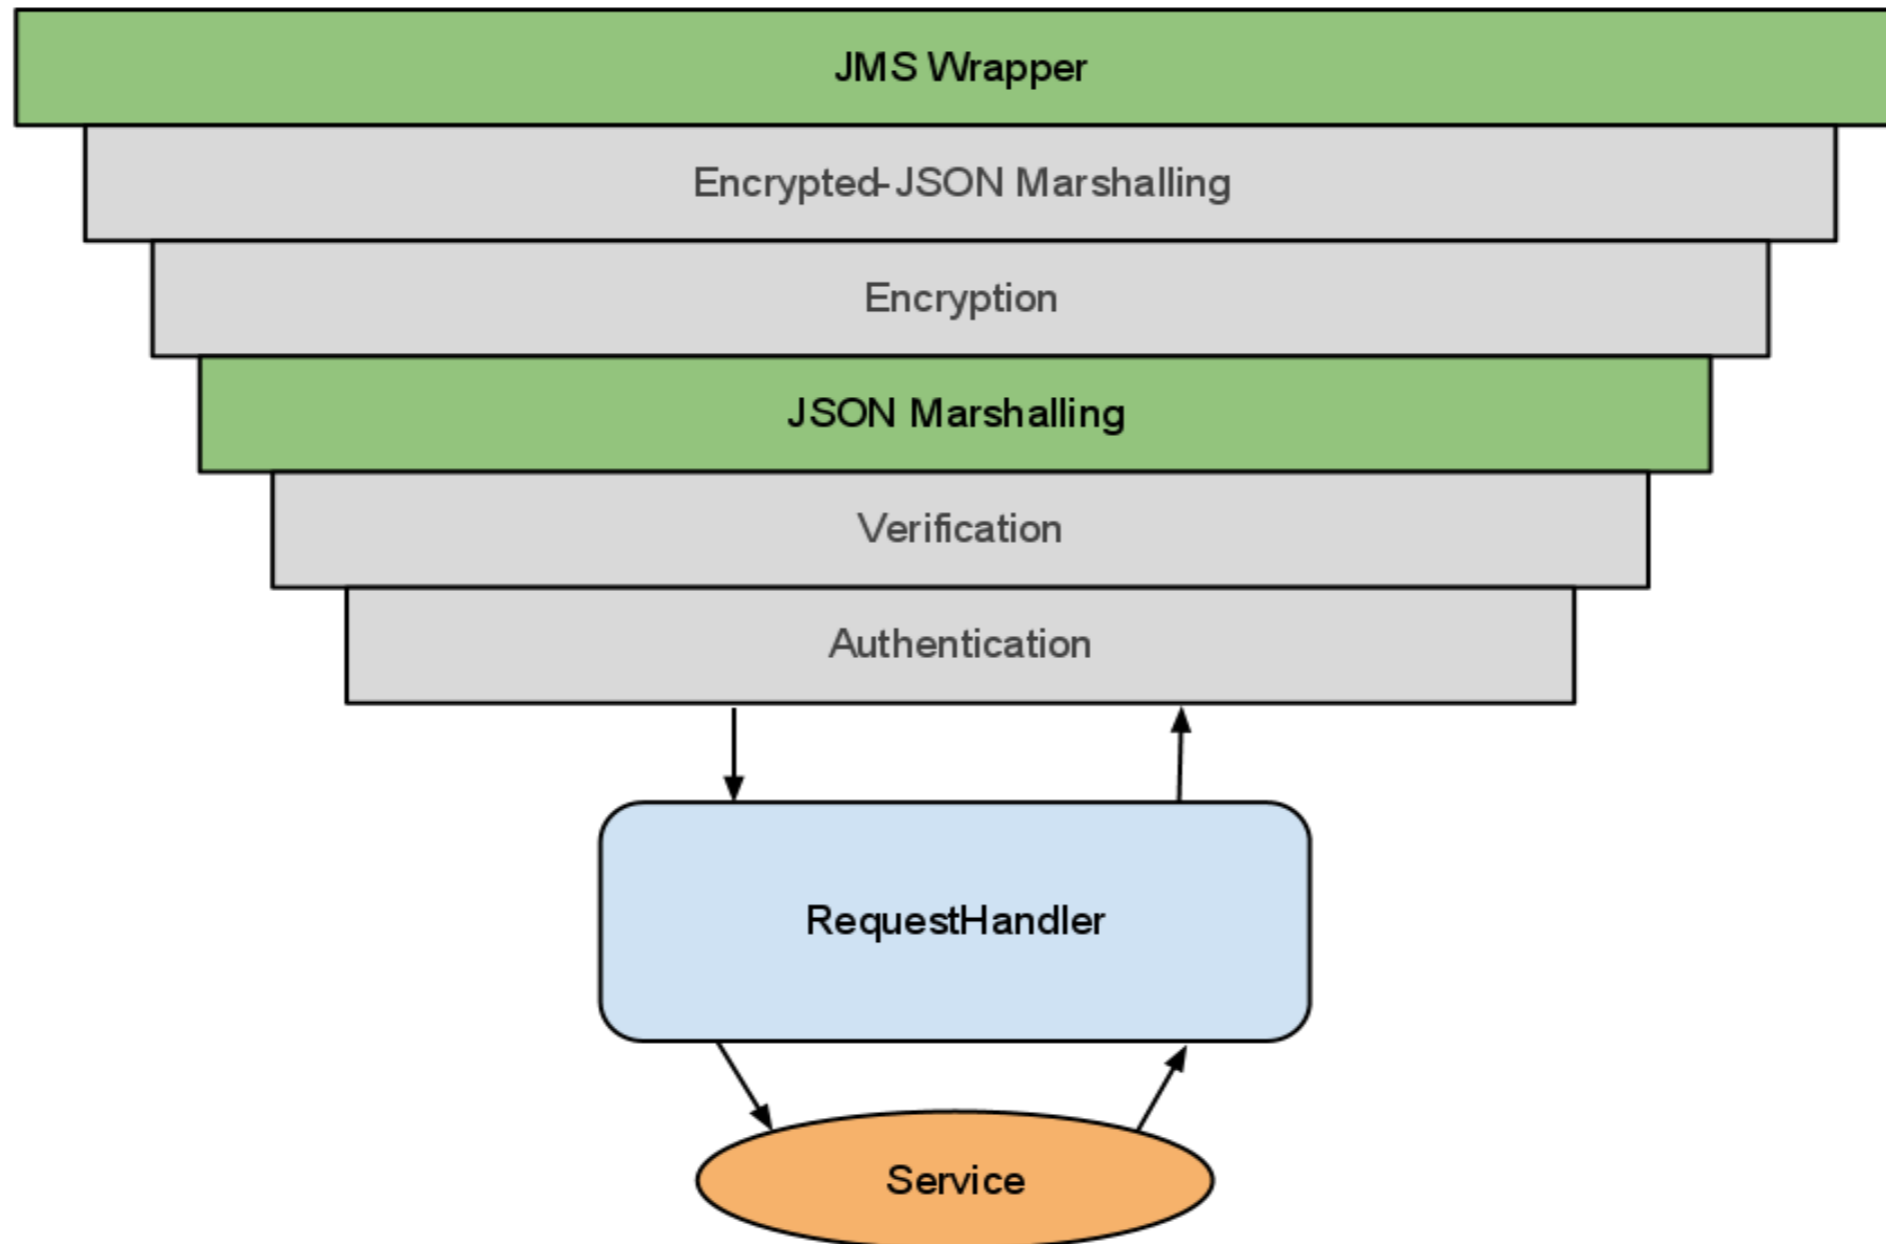 JMS Wrapper
Encrypted-JSON Marshalling
Encryption
JSON Marshalling
Verification
Authentication
RequestHandler
Service